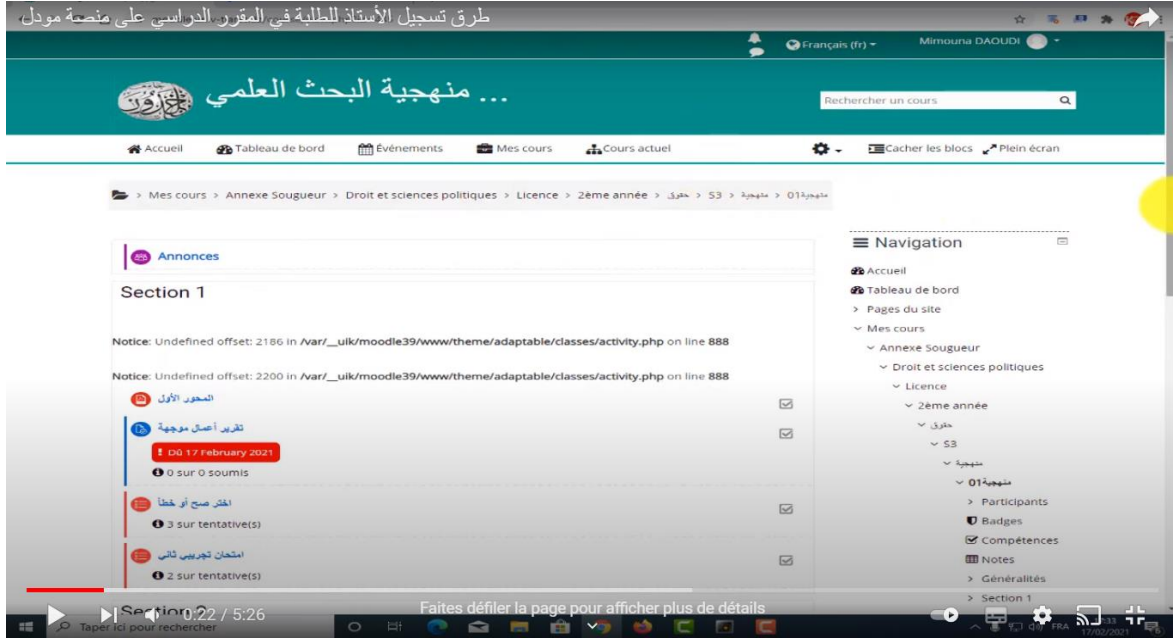 طرق تسجيل الأستاذ للطلبة في المقرر الدراسي على منصة مودل
Français (fr)
Mimouna DAOUDI
منهجية البحث العلمي ...
Rechercher un cours
Accueil Tableau de bord Événements Mes cours Cours actuel
Cacher les blocs Plein écran
> Mes cours > Annexe Sougueur > Droit et sciences politiques > Licence > 2ème année > حقوق > S3 > منهجية > منهجية01
Annonces
Section 1
Notice: Undefined offset: 2186 in /var/__uik/moodle39/www/theme/adaptable/classes/activity.php on line 888
Notice: Undefined offset: 2200 in /var/__uik/moodle39/www/theme/adaptable/classes/activity.php on line 888
المحور الأول
تقرير أعمال موجهة
! Dû 17 February 2021
0 sur 0 soumis
اختر صح أو خطأ
3 sur tentative(s)
امتحان تجريبي ثاني
2 sur tentative(s)
Navigation
Accueil
Tableau de bord
Pages du site
Mes cours
Annexe Sougueur
Droit et sciences politiques
Licence
2ème année
حقوق
S3
منهجية
منهجية01
Participants
Badges
Compétences
Notes
Généralités
Section 1
0:22 / 5:26
Faites défiler la page pour afficher plus de détails
Taper ici pour rechercher
FRA
17/02/2021